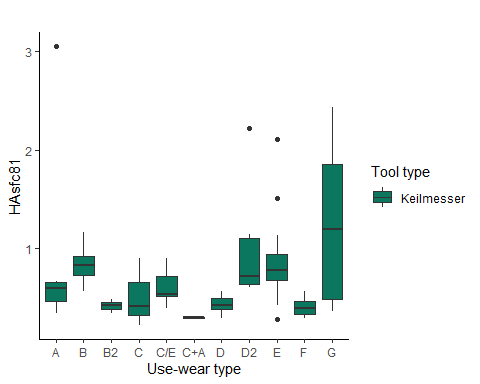 3
2
1
HAsfc81
A B B2 C C/E C+A D D2 E F G
Use-wear type
Tool type
Keilmesser